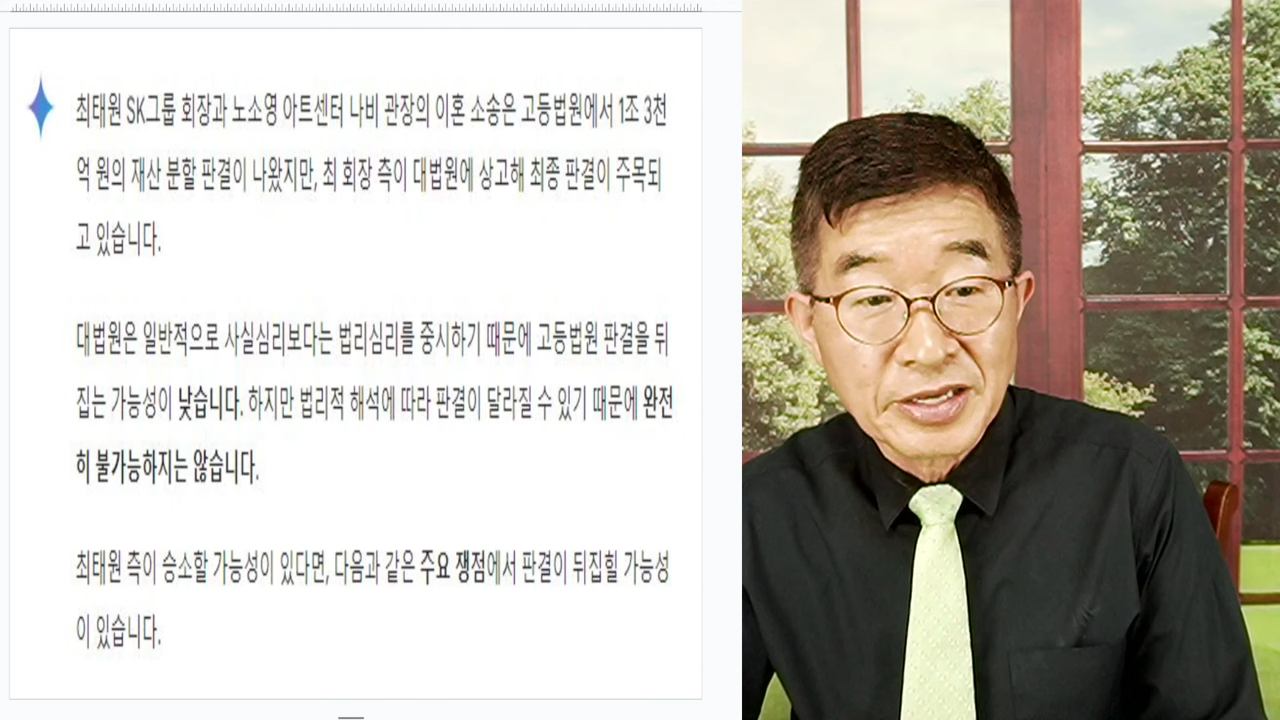 최태원 SK그룹 회장과 노소영 아트센터 나비 관장의 이혼 소송은 고등법원에서 1조 3천
억 원의 재산 분할 판결이 나왔지만, 최 회장 측이 대법원에 상고해 최종 판결이 주목되
고 있습니다.
대법원은 일반적으로 사실심리보다는 법리심리를 중시하기 때문에 고등법원 판결을 뒤
집는 가능성이 낮습니다. 하지만 법리적 해석에 따라 판결이 달라질 수 있기 때문에 완전
히 불가능하지는 않습니다.
최태원 측이 승소할 가능성이 있다면, 다음과 같은 주요 쟁점에서 판결이 뒤집힐 가능성
이 있습니다.